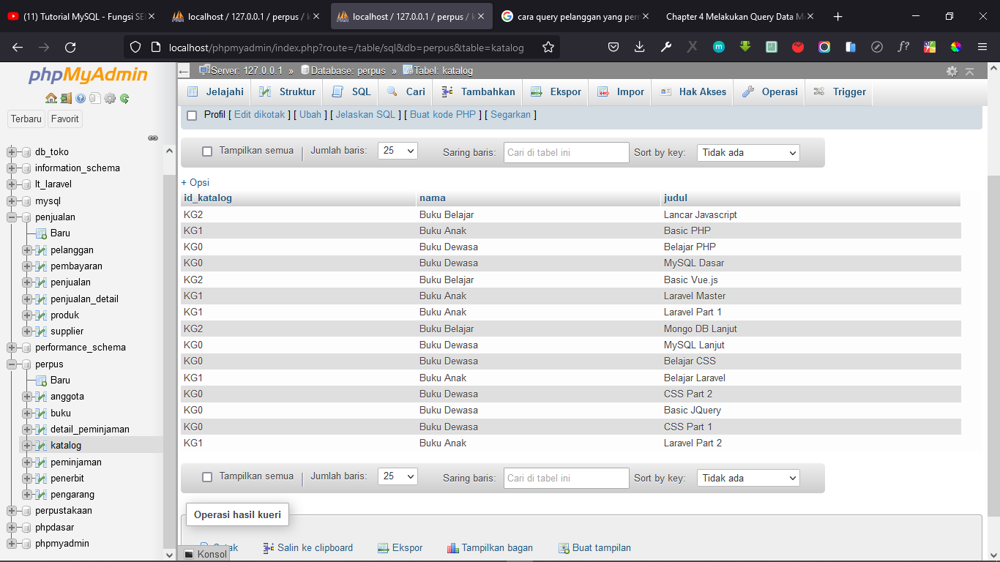 (11) Tutorial MySQL - Fungsi SEL
localhost / 127.0.0.1 / perpus / k
localhost / 127.0.0.1 / perpus / k
cara query pelanggan yang pern
Chapter 4 Melakukan Query Data M
localhost/phpmyadmin/index.php?route=/table/sql&db=perpus&table=katalog
phpMyAdmin
Terbaru
Favorit
db_toko
information_schema
lt_laravel
mysql
penjualan
Baru
pelanggan
pembayaran
penjualan
penjualan_detail
produk
supplier
performance_schema
perpus
Baru
anggota
buku
detail_peminjaman
katalog
peminjaman
penerbit
pengarang
perpustakaan
phpdasar
phpmyadmin
Server: 127.0.0.1 » Database: perpus » Tabel: katalog
Jelajahi Struktur SQL Cari Tambahkan Ekspor Impor Hak Akses Operasi Trigger
Profil [ Edit dikotak ] [ Ubah ] [ Jelaskan SQL ] [ Buat kode PHP ] [ Segarkan ]
Tampilkan semua | Jumlah baris: 25 Saring baris: Cari di tabel ini Sort by key: Tidak ada
+ Opsi
id_katalog nama judul
KG2 Buku Belajar Lancar Javascript
KG1 Buku Anak Basic PHP
KG0 Buku Dewasa Belajar PHP
KG0 Buku Dewasa MySQL Dasar
KG2 Buku Belajar Basic Vue.js
KG1 Buku Anak Laravel Master
KG1 Buku Anak Laravel Part 1
KG2 Buku Belajar Mongo DB Lanjut
KG0 Buku Dewasa MySQL Lanjut
KG0 Buku Dewasa Belajar CSS
KG1 Buku Anak Belajar Laravel
KG0 Buku Dewasa CSS Part 2
KG0 Buku Dewasa Basic JQuery
KG0 Buku Dewasa CSS Part 1
KG1 Buku Anak Laravel Part 2
Tampilkan semua | Jumlah baris: 25 Saring baris: Cari di tabel ini Sort by key: Tidak ada
Operasi hasil kueri
Salin ke clipboard Ekspor Tampilkan bagan Buat tampilan
Konsol